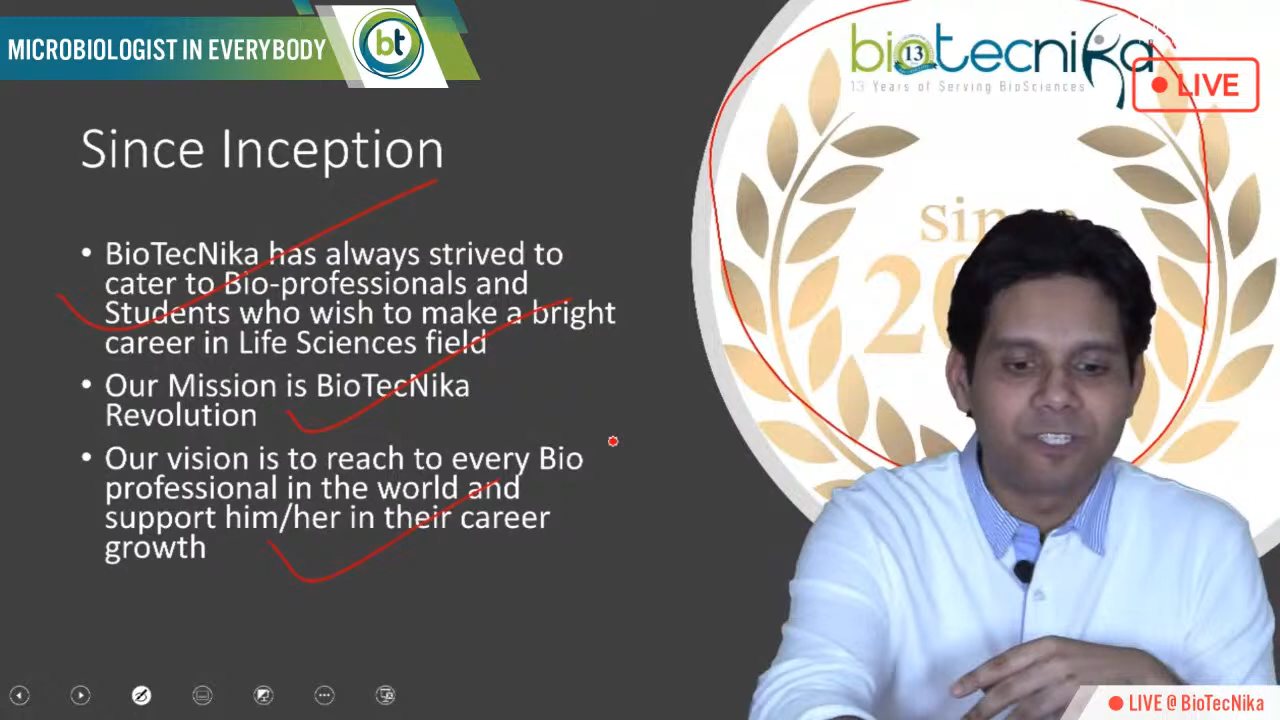 MICROBIOLOGIST IN EVERYBODY
bt
biotecnika
13
13 Years of Serving BioSciences
LIVE
Since Inception
• BioTecNika has always strived to
cater to Bio-professionals and
Students who wish to make a bright
career in Life Sciences field
• Our Mission is BioTecNika
Revolution
• Our vision is to reach to every Bio
professional in the world and
support him/her in their career
growth
LIVE @ BioTecNika